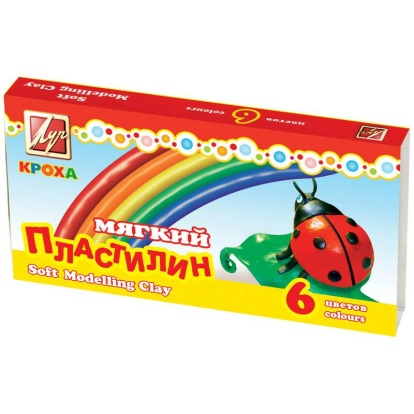 Soft
Modelling Clay
6
цветов
colours
Луч
КРОХА
МЯГКИЙ
ПЛАСТИЛИН
Soft Modelling Clay
6
цветов
colours